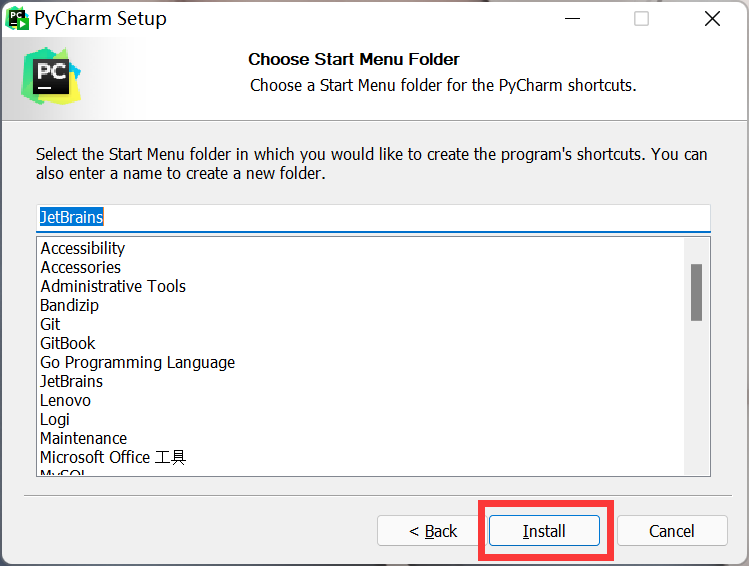 PC
PyCharm Setup
PC
Choose Start Menu Folder
Choose a Start Menu folder for the PyCharm shortcuts.
Select the Start Menu folder in which you would like to create the program's shortcuts. You can
also enter a name to create a new folder.
JetBrains
Accessibility
Accessories
Administrative Tools
Bandizip
Git
GitBook
Go Programming Language
JetBrains
Lenovo
Logi
Maintenance
Microsoft Office 工具
MySQL
< Back
Install
Cancel